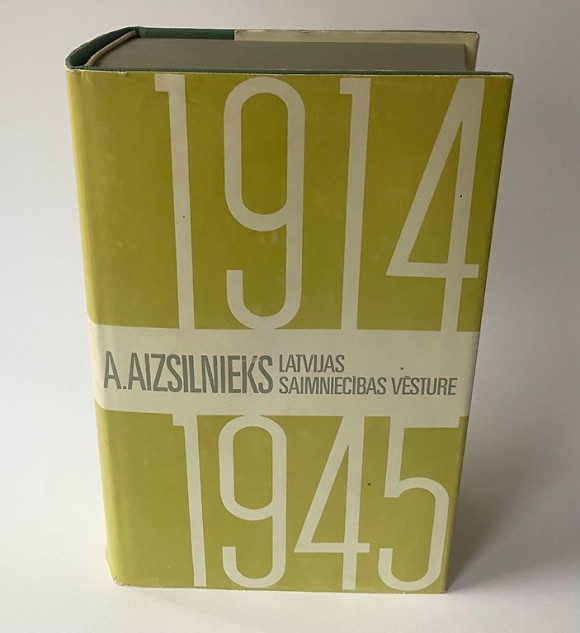 1914
A.AIZSILNIEKS
LATVIJAS
SAIMNIECĪBAS VĒSTURE
1945